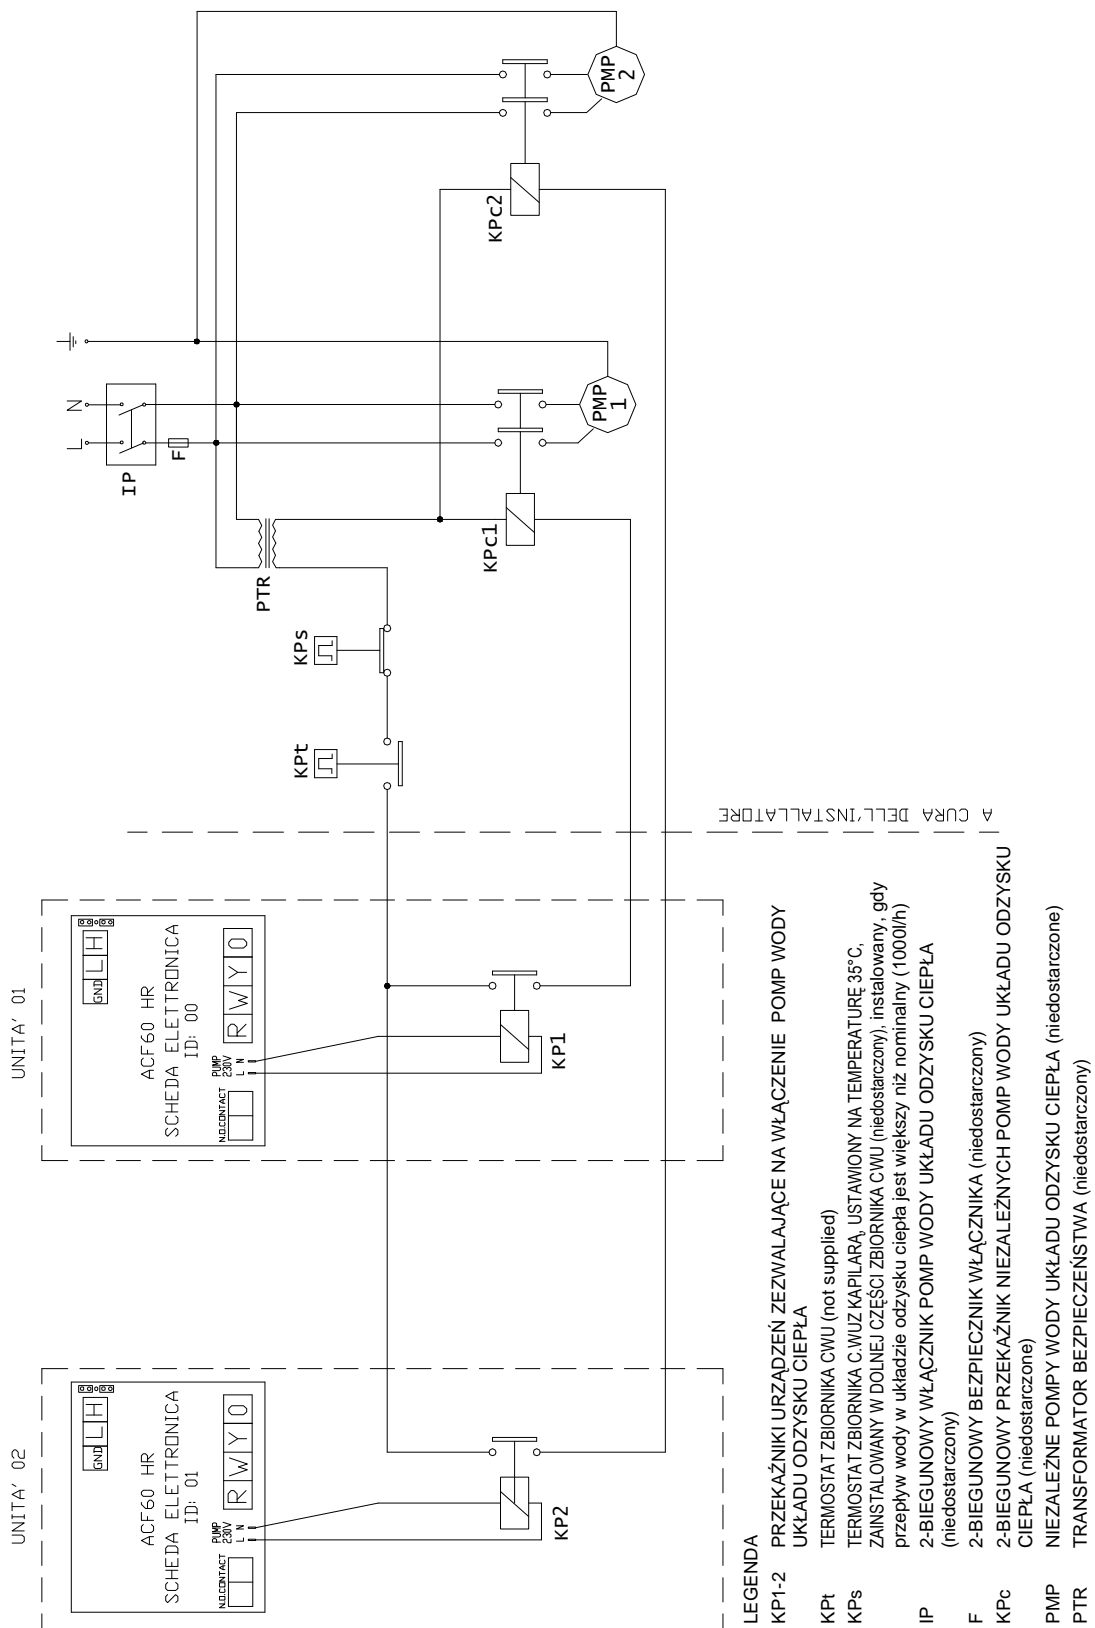 UNITA' 02
UNITA' 01
GND L H
ACF60 HR
SCHEDA ELETTRONICA
ID: 01
R W Y O
PUMP
230V
L N
N.O.CONTACT
KP2
GND L H
ACF60 HR
SCHEDA ELETTRONICA
ID: 00
R W Y O
PUMP
230V
L N
N.O.CONTACT
KP1
A CURA DELL'INSTALLATORE
KPt
KPs
PTR
IP
L
N
F
KPc1
PMP
1
KPc2
PMP
2
LEGENDA
KP1-2 PRZEKAŹNIKI URZĄDZEŃ ZEZWALAJĄCE NA WŁĄCZENIE POMP WODY
UKŁADU ODZYSKU CIEPŁA
KPt TERMOSTAT ZBIORNIKA CWU (not supplied)
KPs TERMOSTAT ZBIORNIKA C.WUZ KAPILARĄ, USTAWIONY NA TEMPERATURĘ 35°C,
ZAINSTALOWANY W DOLNEJ CZĘŚCI ZBIORNIKA CWU (niedostarczony), instalowany, gdy
przepływ wody w układzie odzysku ciepła jest większy niż nominalny (1000l/h)
IP 2-BIEGUNOWY WŁĄCZNIK POMP WODY UKŁADU ODZYSKU CIEPŁA
(niedostarczony)
F 2-BIEGUNOWY BEZPIECZNIK WŁĄCZNIKA (niedostarczony)
KPc 2-BIEGUNOWY PRZEKAŹNIK NIEZALEŻNYCH POMP WODY UKŁADU ODZYSKU
CIEPŁA (niedostarczone)
PMP NIEZALEŻNE POMPY WODY UKŁADU ODZYSKU CIEPŁA (niedostarczone)
PTR TRANSFORMATOR BEZPIECZEŃSTWA (niedostarczony)